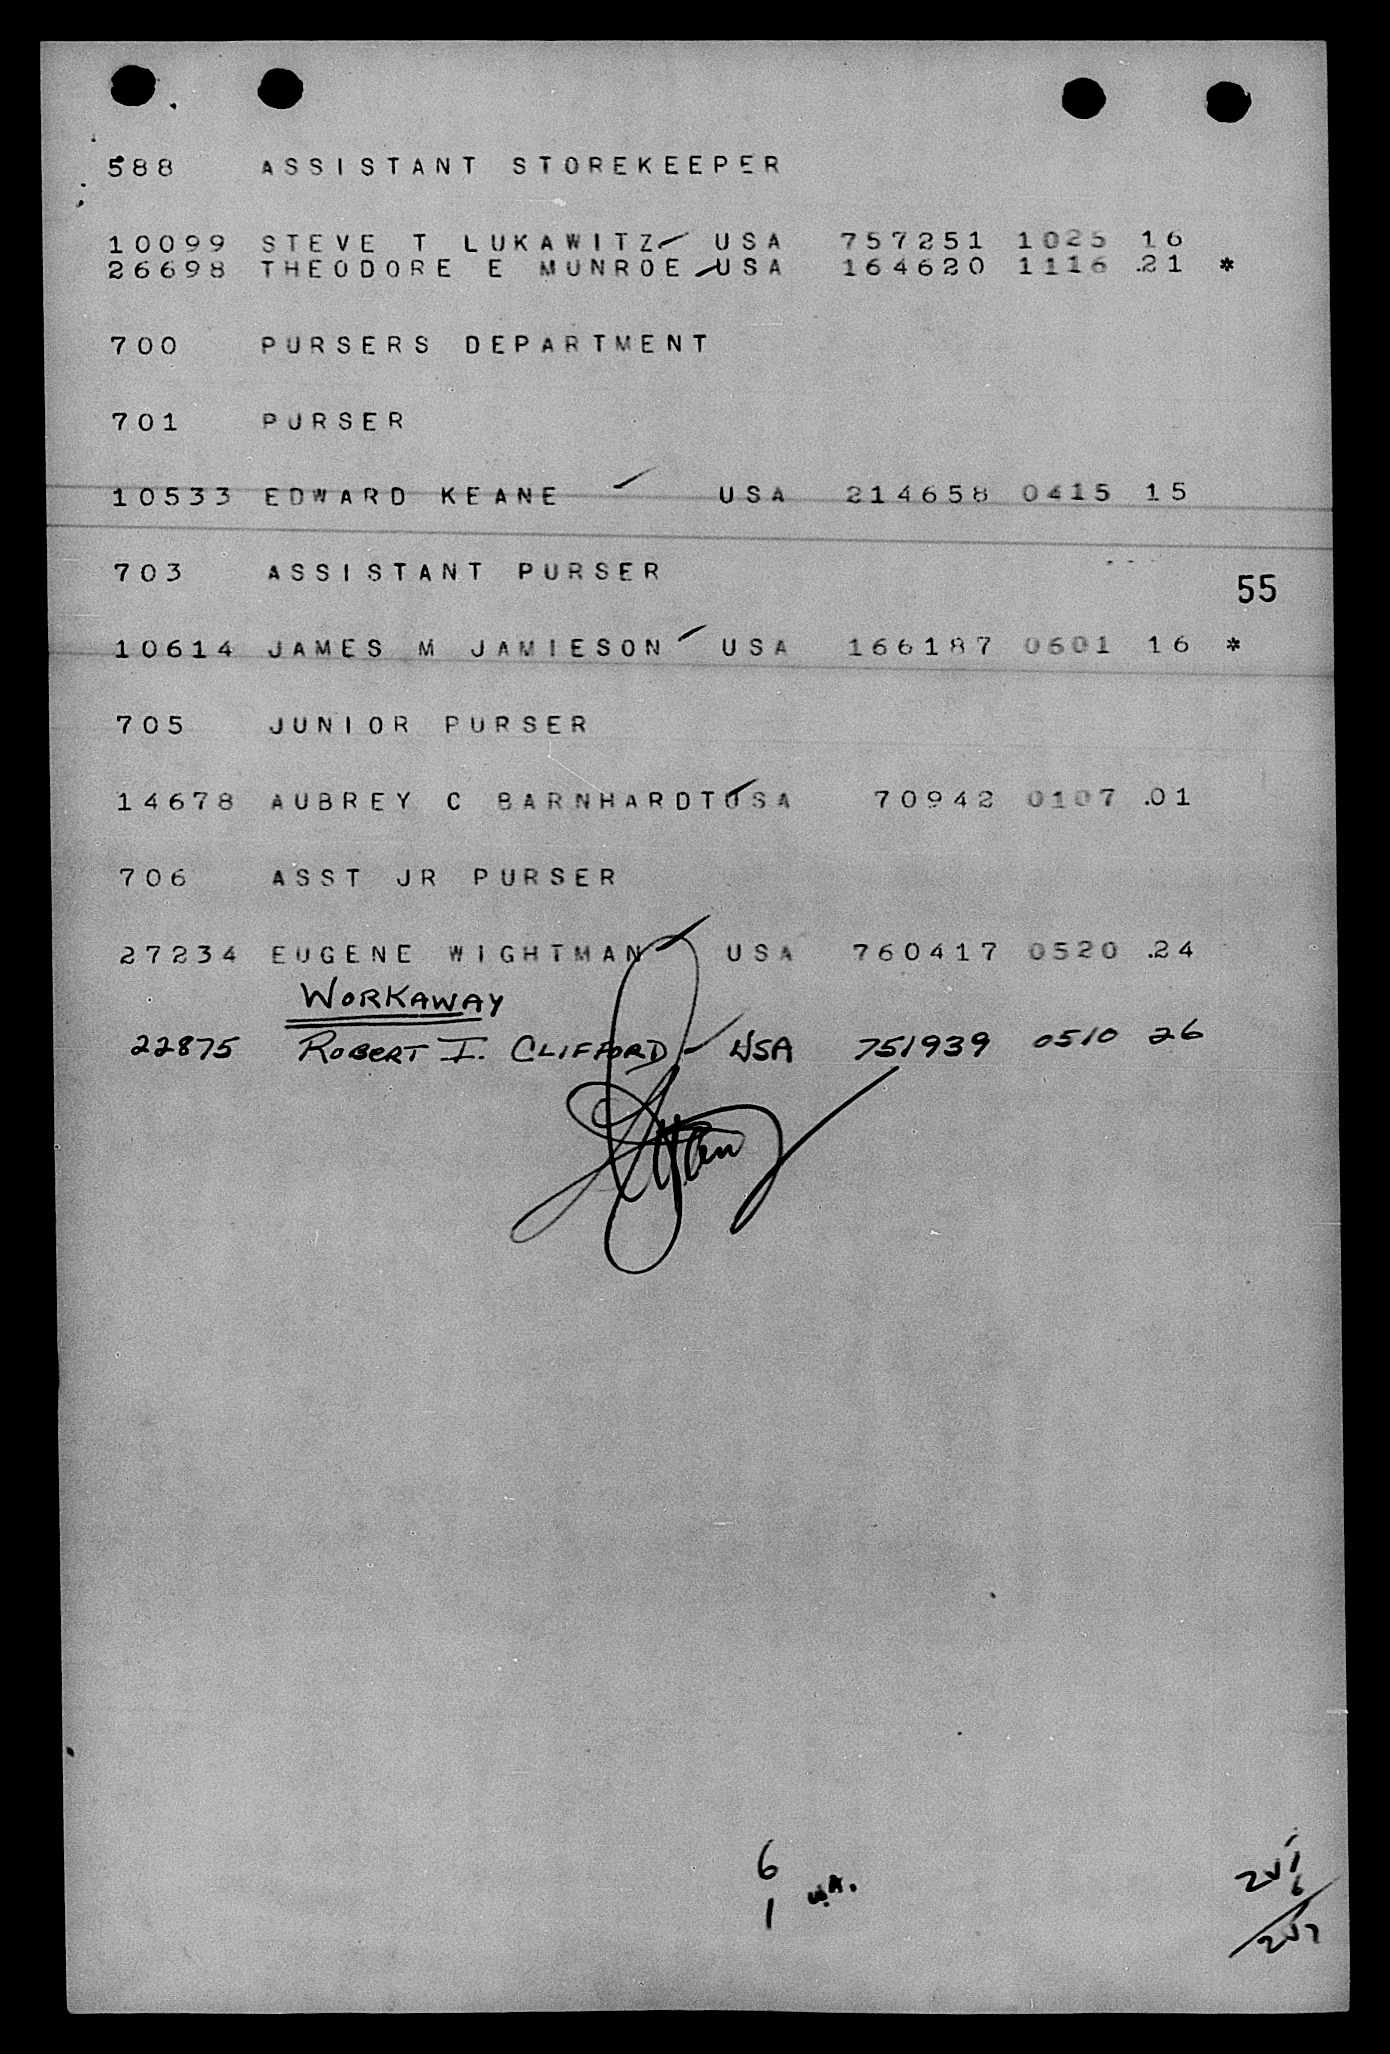 588 ASSISTANT STOREKEEPER
10099 STEVE T LUKAWITZ USA 757251 1025 16
26698 THEODORE E MUNROE USA 164620 1116 .21 *
700 PURSERS DEPARTMENT
701 PURSER
10533 EDWARD KEANE USA 214658 0415 15
703 ASSISTANT PURSER
55
10614 JAMES M JAMIESON USA 166187 0601 16 *
705 JUNIOR PURSER
14678 AUBREY C BARNHARDT USA 70942 0107 .01
706 ASST JR PURSER
27234 EUGENE WIGHTMAN USA 760417 0520 .24
WORKAWAY
22875 ROBERT I. CLIFFORD USA 751939 0510 26
6
1 W.A.